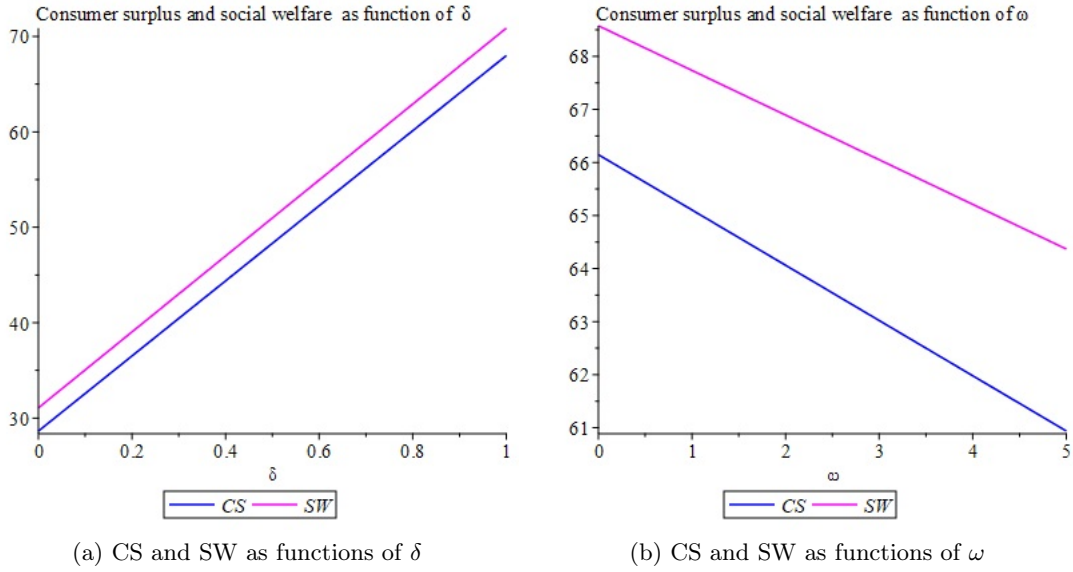 Consumer surplus and social welfare as function of δ
70
60
50
40
30
0 0.2 0.4 0.6 0.8 1
δ
CS SW
(a) CS and SW as functions of δ
Consumer surplus and social welfare as function of ω
68
67
66
65
64
63
62
61
0 1 2 3 4 5
ω
CS SW
(b) CS and SW as functions of ω